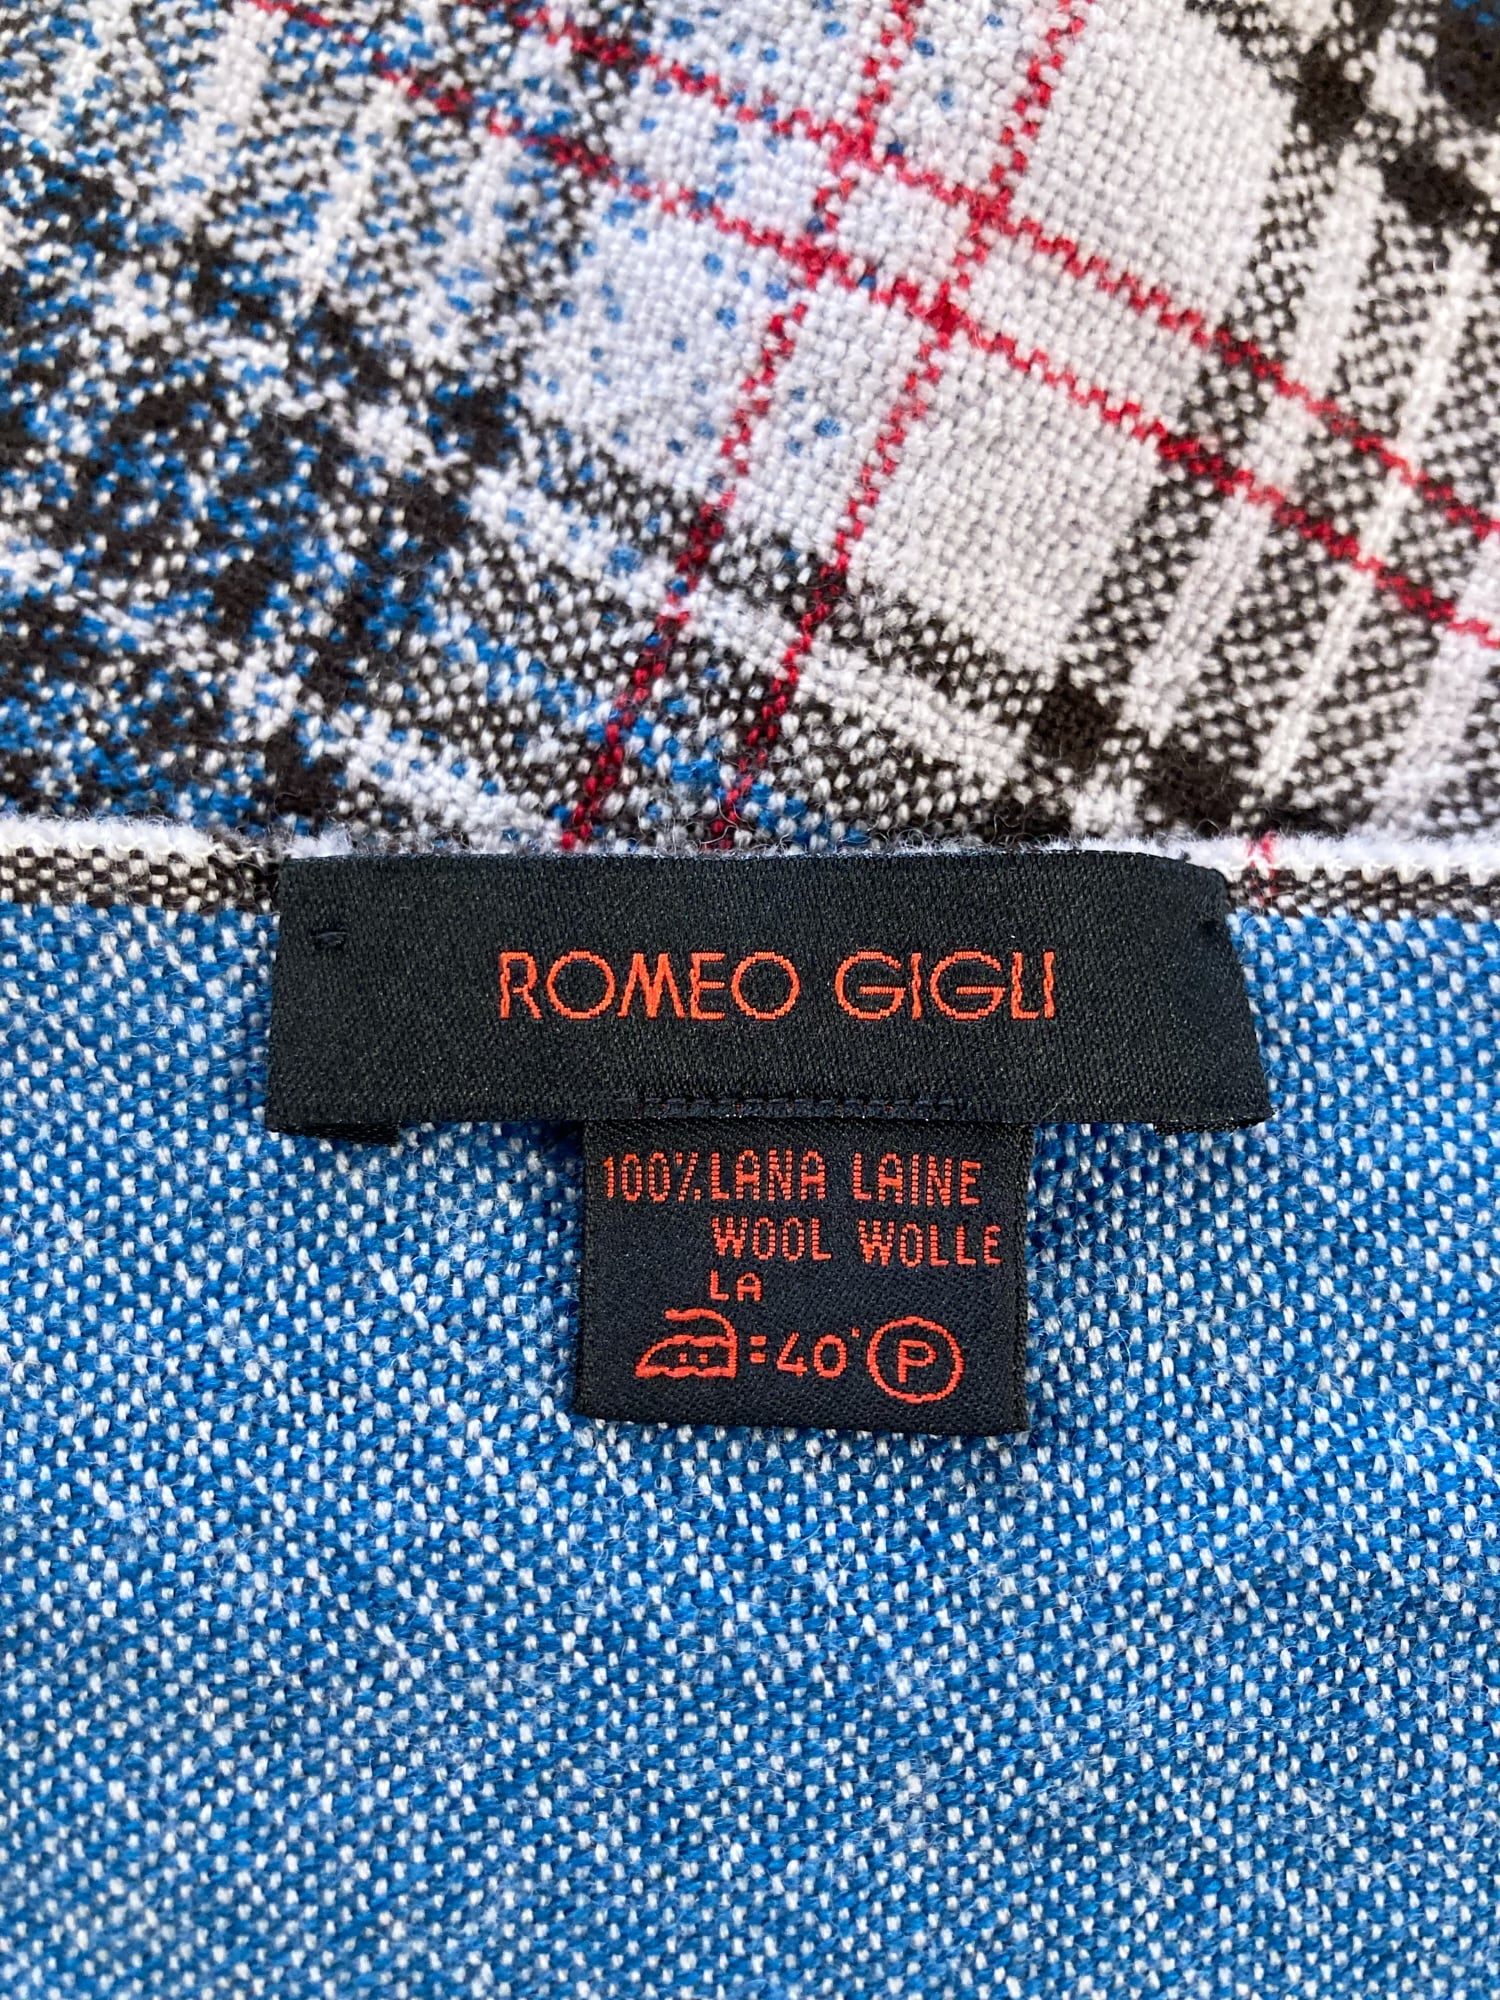 ROMEO GIGLI
100% LANA LAINE
WOOL WOLLE
LA
=40° P